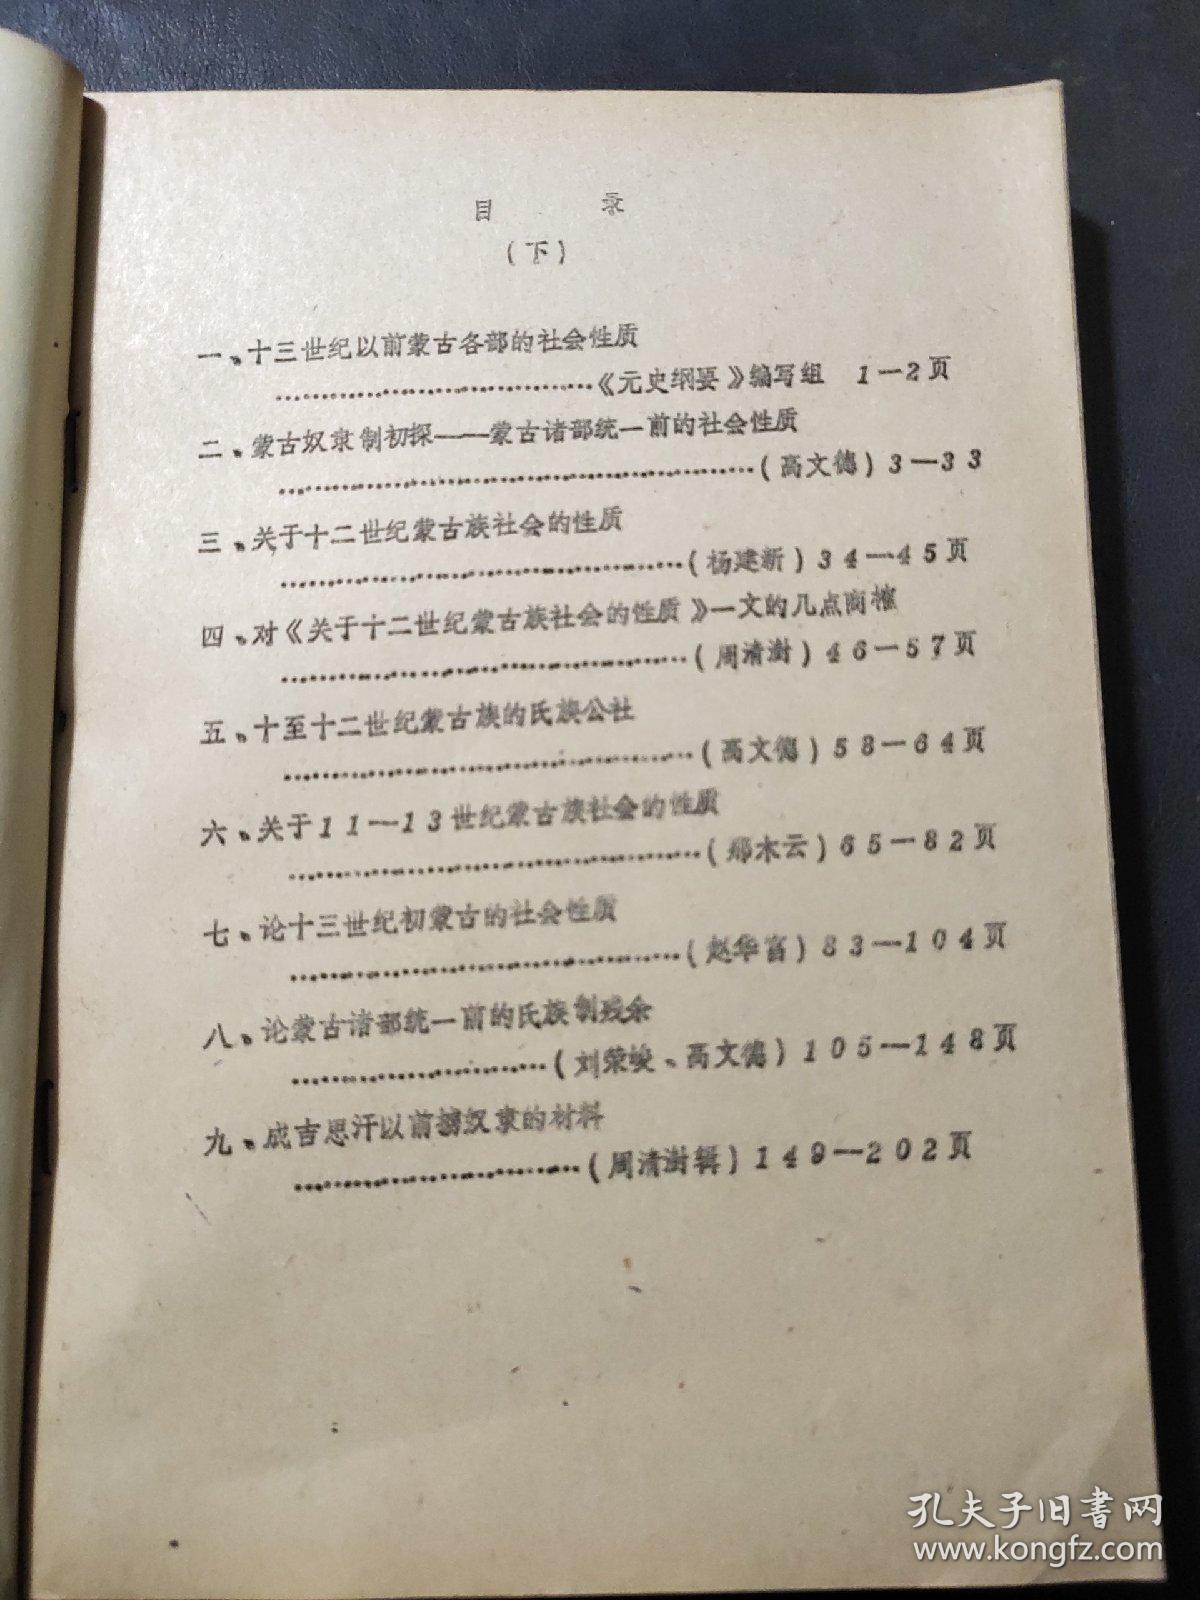 目 录
(下)
一、十三世纪以前蒙古各部的社会性质
……………………………《元史纲要》编写组 1—2页
二、蒙古奴隶制初探——蒙古诸部统一前的社会性质
……………………………………………(高文德)3—33
三、关于十二世纪蒙古族社会的性质
……………………………………(杨建新)34—45页
四、对《关于十二世纪蒙古族社会的性质》一文的几点商榷
……………………………………(周清澍)46—57页
五、十至十二世纪蒙古族的氏族公社
……………………………………(高文德)58—64页
六、关于11—13世纪蒙古族社会的性质
……………………………………(那木云)65—82页
七、论十三世纪初蒙古的社会性质
……………………………………(赵华富)83—104页
八、论蒙古诸部统一前的氏族制残余
………………………(刘荣焌、高文德)105—148页
九、成吉思汗以前 奴隶的材料
…………………………(周清澍辑)149—202页
孔夫子旧書网
www.kongfz.com